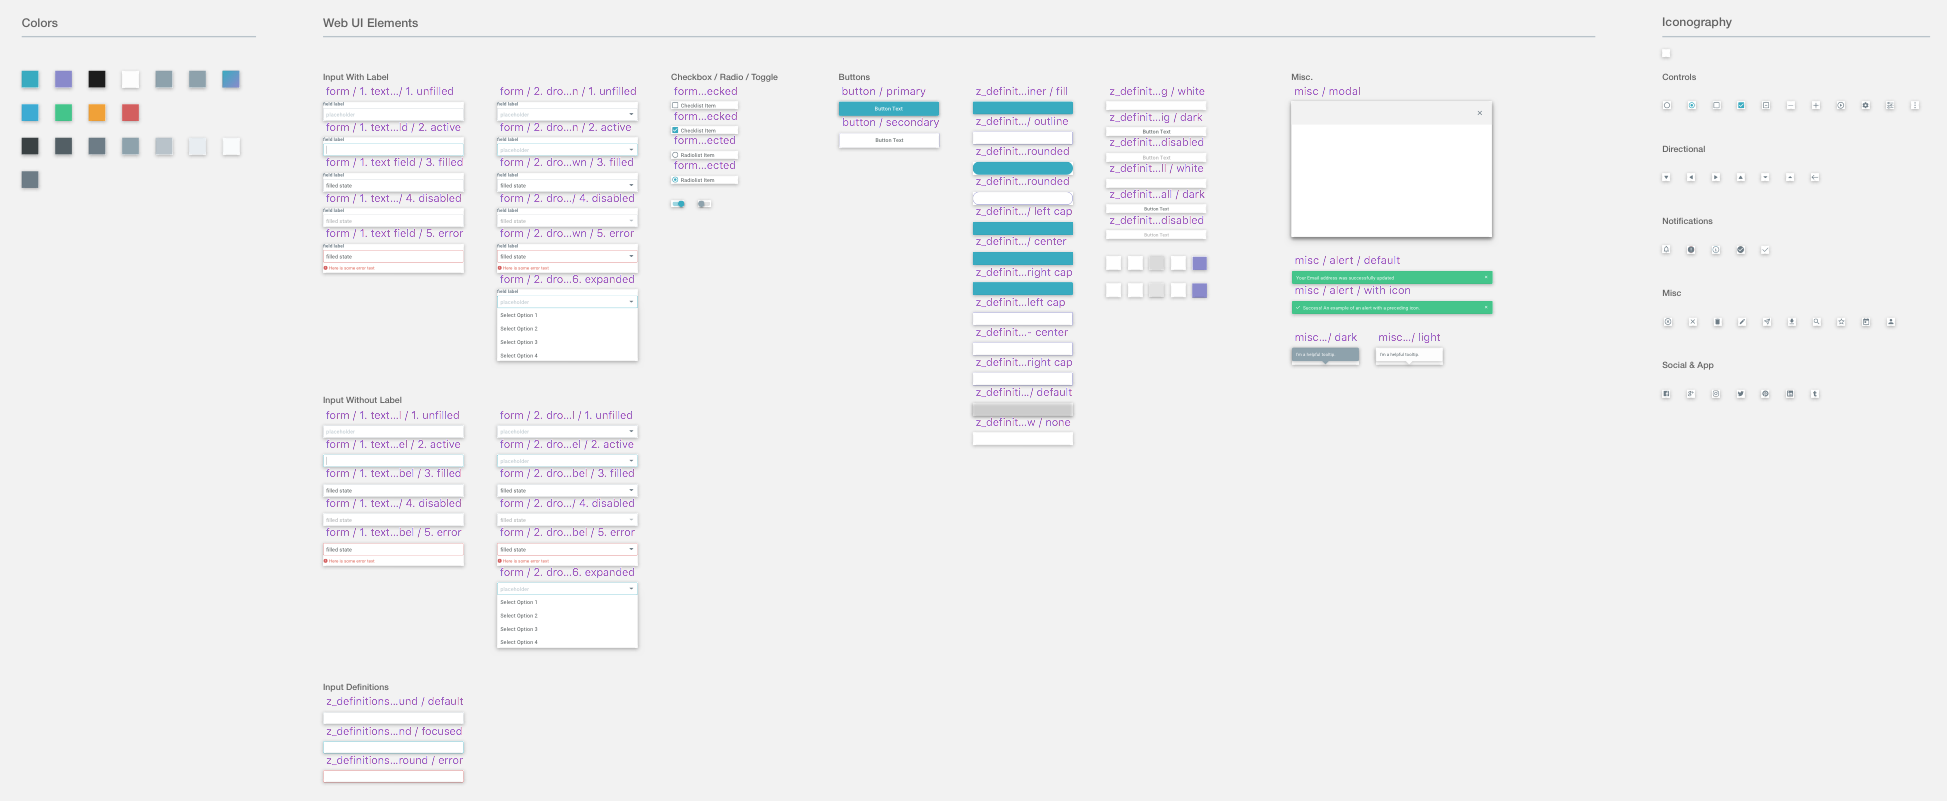 Colors
Web UI Elements
Input With Label
form / 1. text.../ 1. unfilled
field label
placeholder
form / 1. text...ld / 2. active
field label
form / 1. text field / 3. filled
field label
filled state
form / 1. text.../ 4. disabled
field label
filled state
form / 1. text field / 5. error
field label
filled state
Here is some error text
form / 2. dro...n / 1. unfilled
field label
placeholder
form / 2. dro...n / 2. active
field label
placeholder
form / 2. dro...wn / 3. filled
field label
filled state
form / 2. dro.../ 4. disabled
field label
filled state
form / 2. dro...wn / 5. error
field label
filled state
Here is some error text
form / 2. dro...6. expanded
field label
placeholder
Select Option 1
Select Option 2
Select Option 3
Select Option 4
Input Without Label
form / 1. text...l / 1. unfilled
placeholder
form / 1. text...el / 2. active
form / 1. text...bel / 3. filled
filled state
form / 1. text.../ 4. disabled
filled state
form / 1. text...bel / 5. error
filled state
Here is some error text
form / 2. dro...l / 1. unfilled
placeholder
form / 2. dro...el / 2. active
placeholder
form / 2. dro...bel / 3. filled
filled state
form / 2. dro.../ 4. disabled
filled state
form / 2. dro...bel / 5. error
filled state
Here is some error text
form / 2. dro...6. expanded
placeholder
Select Option 1
Select Option 2
Select Option 3
Select Option 4
Input Definitions
z_definitions...und / default
z_definitions...nd / focused
z_definitions...round / error
Checkbox / Radio / Toggle
form...ecked
Checklist Item
form...ecked
Checklist Item
form...ected
Radiolist Item
form...ected
Radiolist Item
Buttons
button / primary
Button Text
button / secondary
Button Text
z_definit...iner / fill
z_definit.../ outline
z_definit...rounded
z_definit...rounded
z_definit.../ left cap
z_definit.../ center
z_definit...right cap
z_definit...left cap
z_definit...- center
z_definit...right cap
z_definiti.../ default
z_definit...w / none
z_definit...g / white
z_definit...ig / dark
Button Text
z_definit...disabled
Button Text
z_definit...ll / white
z_definit...all / dark
Button Text
z_definit...disabled
Button Text
Misc.
misc / modal
misc / alert / default
Your Email address was successfully updated
misc / alert / with icon
Success! An example of an alert with a preceding icon
misc.../ dark
I'm a helpful tooltip
misc.../ light
I'm a helpful tooltip
Iconography
Controls
Directional
Notifications
Misc
Social & App